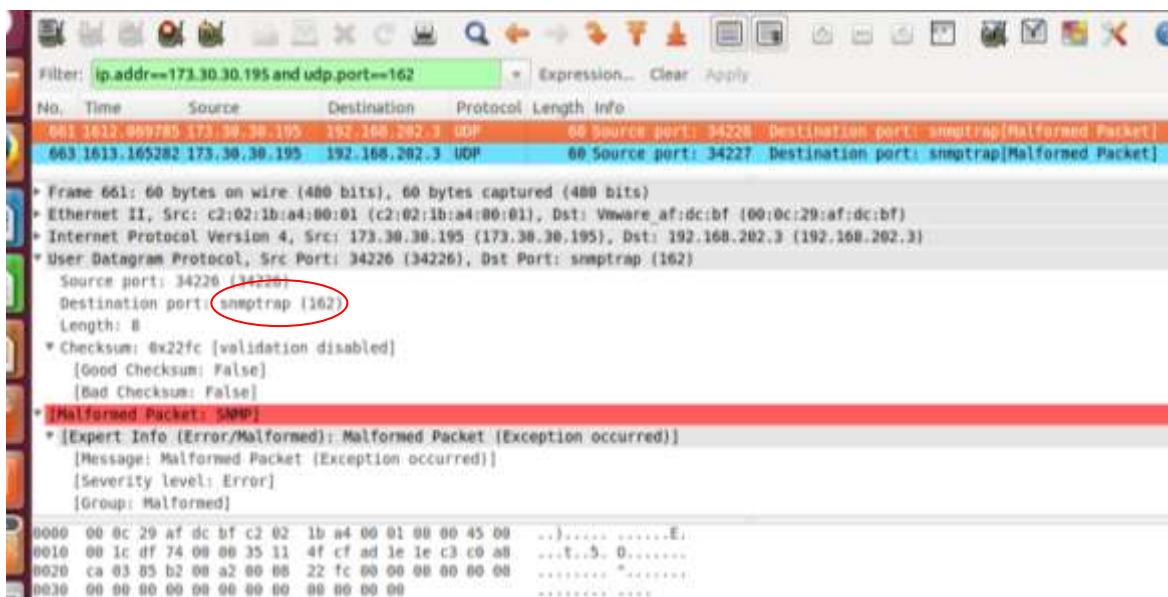 Filter: ip.addr==173.30.30.195 and udp.port==162 Expression... Clear Apply
No. Time Source Destination Protocol Length Info
661 1612.069785 173.30.30.195 192.168.202.3 UDP 60 Source port: 34226 Destination port: snmptrap[Malformed Packet]
663 1613.165282 173.30.30.195 192.168.202.3 UDP 60 Source port: 34227 Destination port: snmptrap[Malformed Packet]
Frame 661: 60 bytes on wire (480 bits), 60 bytes captured (480 bits)
Ethernet II, Src: c2:02:1b:a4:00:01 (c2:02:1b:a4:00:01), Dst: Vmware_af:dc:bf (00:0c:29:af:dc:bf)
Internet Protocol Version 4, Src: 173.30.30.195 (173.30.30.195), Dst: 192.168.202.3 (192.168.202.3)
User Datagram Protocol, Src Port: 34226 (34226), Dst Port: snmptrap (162)
Source port: 34226 (34226)
Destination port: snmptrap (162)
Length: 8
Checksum: 0x22fc [validation disabled]
[Good Checksum: False]
[Bad Checksum: False]
[Malformed Packet: SNMP]
[Expert Info (Error/Malformed): Malformed Packet (Exception occurred)]
[Message: Malformed Packet (Exception occurred)]
[Severity level: Error]
[Group: Malformed]
0000 00 0c 29 af dc bf c2 02 1b a4 00 01 08 00 45 00 ..)..... ......E.
0010 00 1c df 74 00 00 35 11 4f cf ad 1e 1e c3 c0 a8 ...t..5. O.......
0020 ca 03 85 b2 00 a2 00 08 22 fc 00 00 00 00 00 00 ........ ".......
0030 00 00 00 00 00 00 00 00 00 00 00 00 ........ ....